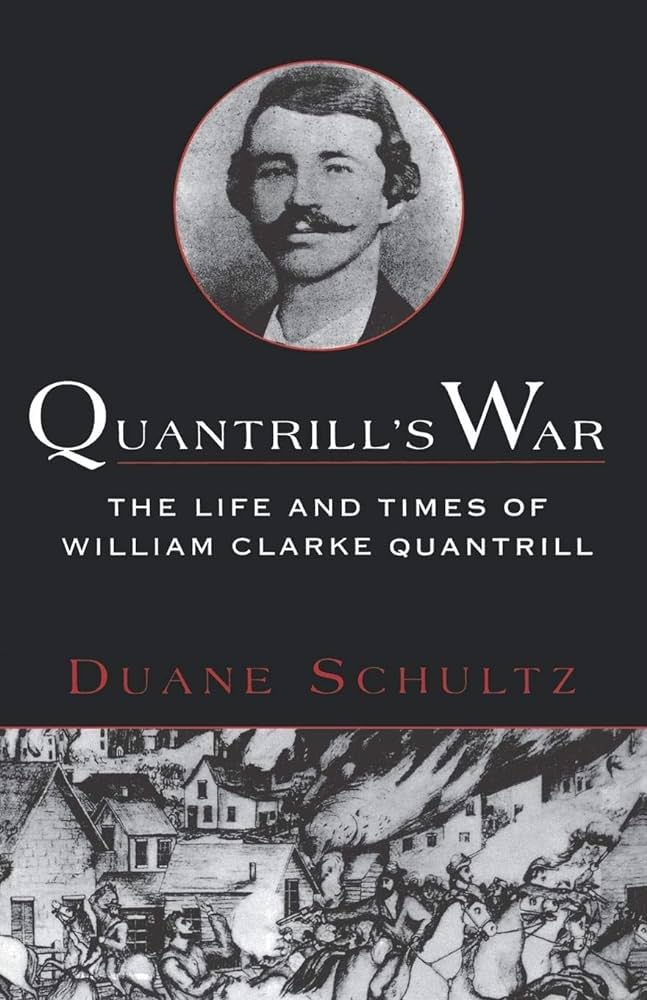 QUANTRILL'S WAR
THE LIFE AND TIMES OF
WILLIAM CLARKE QUANTRILL
DUANE SCHULTZ